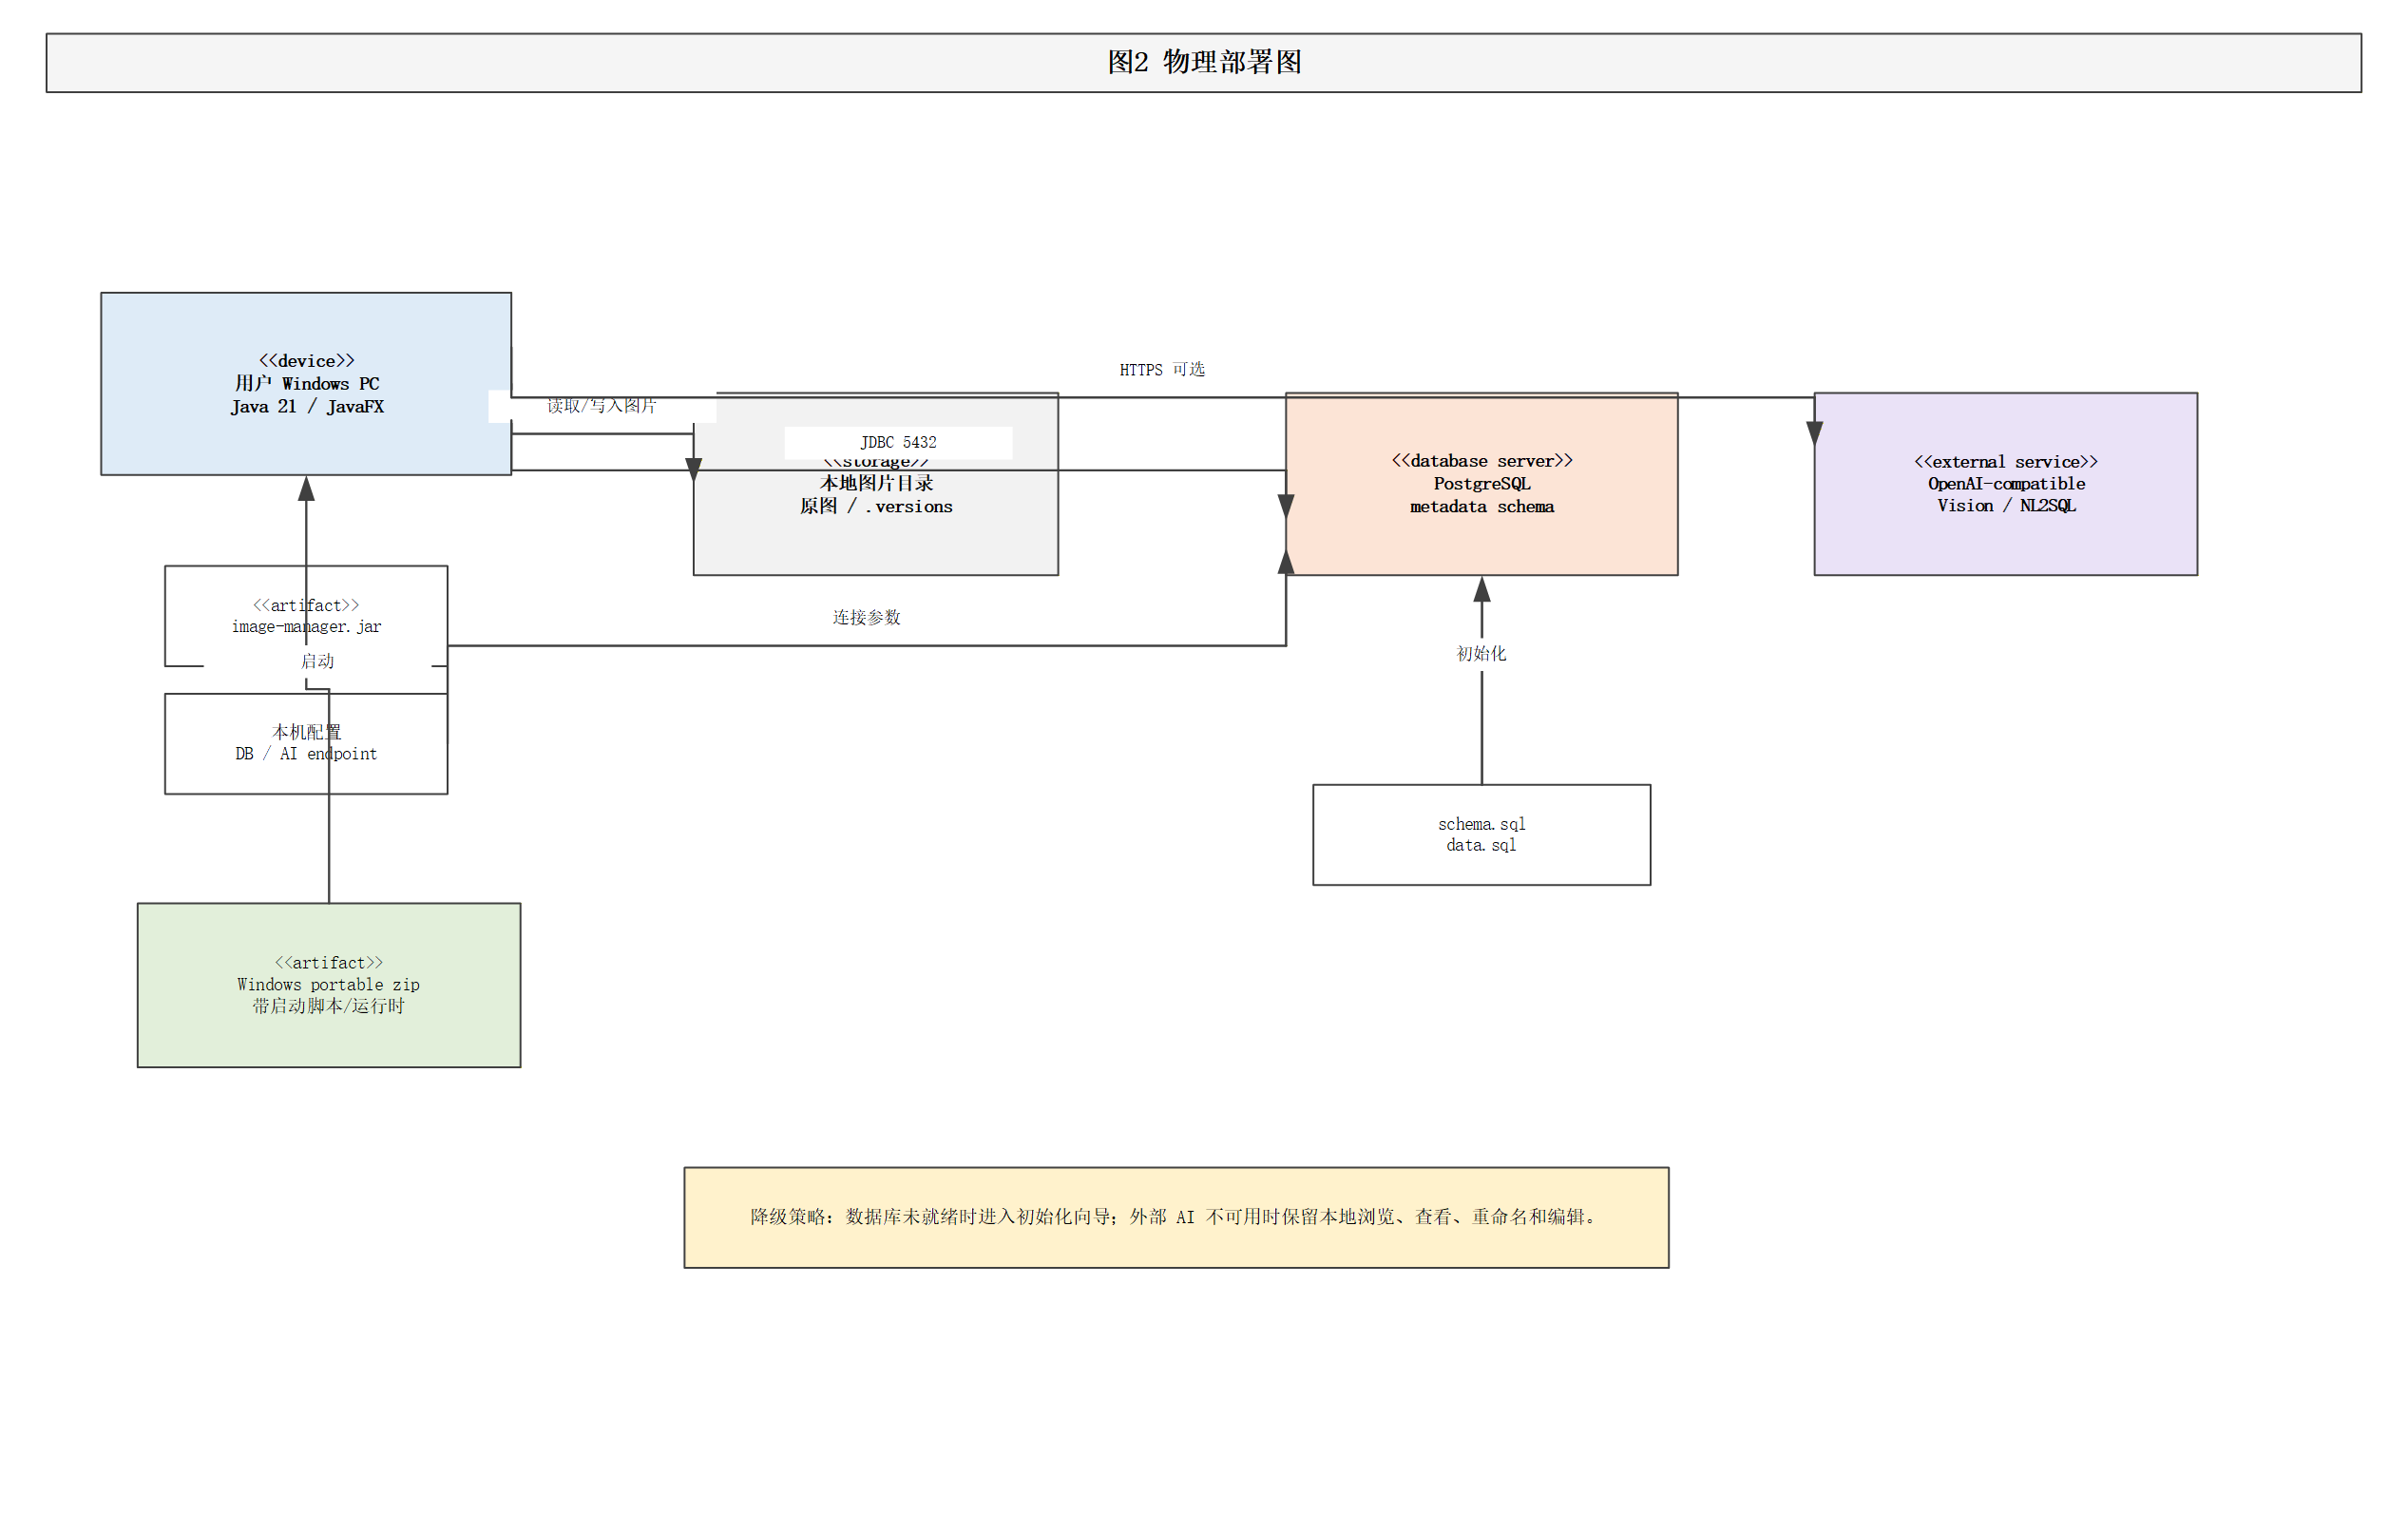 图2 物理部署图
<<device>>
用户 Windows PC
Java 21 / JavaFX
HTTPS 可选
读取/写入图片
JDBC 5432
<<storage>>
本地图片目录
原图 / .versions
<<database server>>
PostgreSQL
metadata schema
<<external service>>
OpenAI-compatible
Vision / NL2SQL
<<artifact>>
image-manager.jar
启动
连接参数
初始化
本机配置
DB / AI endpoint
schema.sql
data.sql
<<artifact>>
Windows portable zip
带启动脚本/运行时
降级策略：数据库未就绪时进入初始化向导；外部 AI 不可用时保留本地浏览、查看、重命名和编辑。